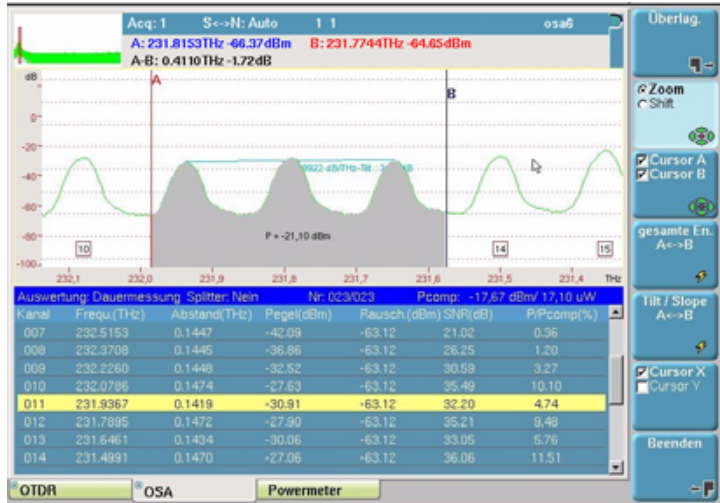 Acq: 1 S<->N: Auto 1 1 osa6
A: 231.8153THz -66.37dBm B: 231.7744THz -64.65dBm
A-B: 0.4110THz -1.72dB
dB
A
B
0-
-20-
-40-
-60-
-80-
-100-
P = -21,10 dBm
10
14
15
232,1 232,0 231,9 231,8 231,7 231,6 231,5 231,4 THz
Auswertung: Dauermessung Splitter: Nein Nr: 023/023 Pcomp: -17,67 dBm/ 17,10 uW
Kanal Frequ.(THz) Abstand(THz) Pegel(dBm) Rausch.(dBm) SNR(dB) P/Pcomp(%)
007 232.5153 0.1447 -42.09 -63.12 21.02 0.36
008 232.3708 0.1445 -36.86 -63.12 26.25 1.20
009 232.2260 0.1448 -32.52 -63.12 30.59 3.27
010 232.0786 0.1474 -27.63 -63.12 35.49 10.10
011 231.9367 0.1419 -30.91 -63.12 32.20 4.74
012 231.7895 0.1472 -27.90 -63.12 35.21 9.48
013 231.6461 0.1434 -30.06 -63.12 33.05 5.76
014 231.4991 0.1470 -27.06 -63.12 36.06 11.51
OTDR OSA Powermeter
Überlag.
Zoom
Shift
Cursor A
Cursor B
gesamte En.
A<->B
Tilt / Slope
A<->B
Cursor X
Cursor Y
Beenden